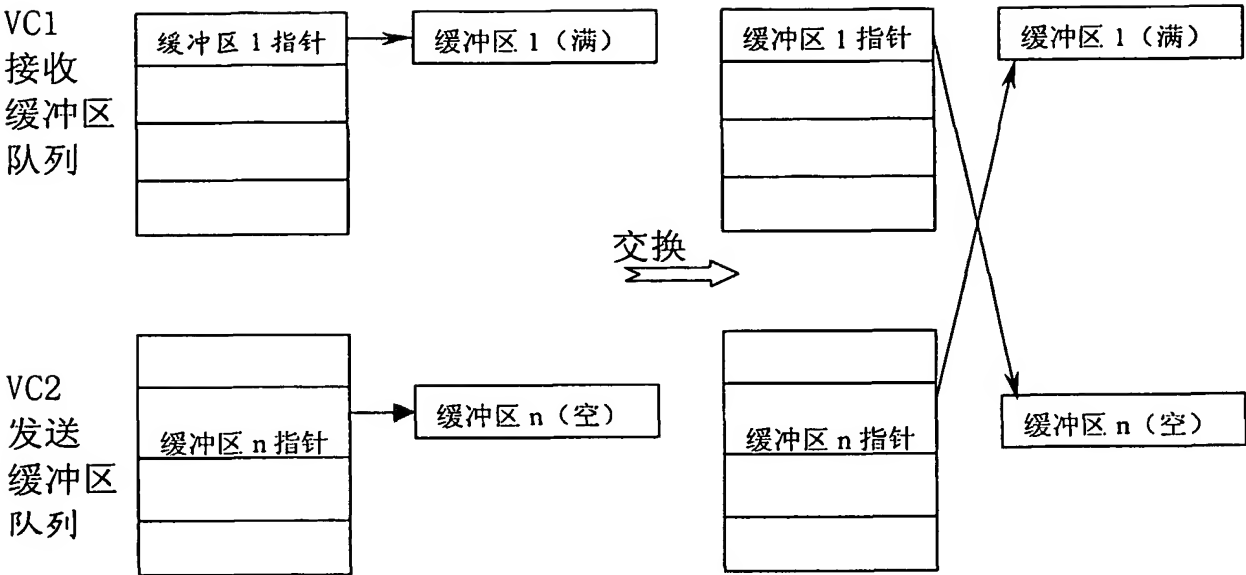 VC1
接收
缓冲区
队列
缓冲区 1 指针
缓冲区 1（满）
缓冲区 1 指针
缓冲区 1（满）
交换
VC2
发送
缓冲区
队列
缓冲区 n 指针
缓冲区 n（空）
缓冲区 n 指针
缓冲区 n（空）